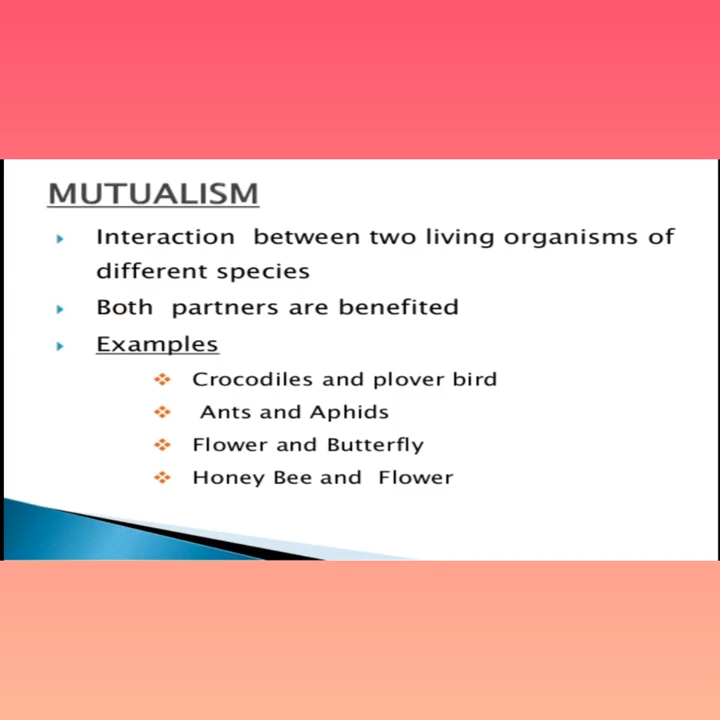 MUTUALISM
Interaction between two living organisms of
different species
Both partners are benefited
Examples
Crocodiles and plover bird
Ants and Aphids
Flower and Butterfly
Honey Bee and Flower